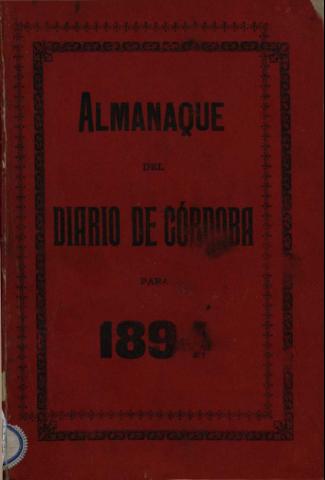 ALMANAQUE
DEL
DIARIO DE CÓRDOBA
PARA
189